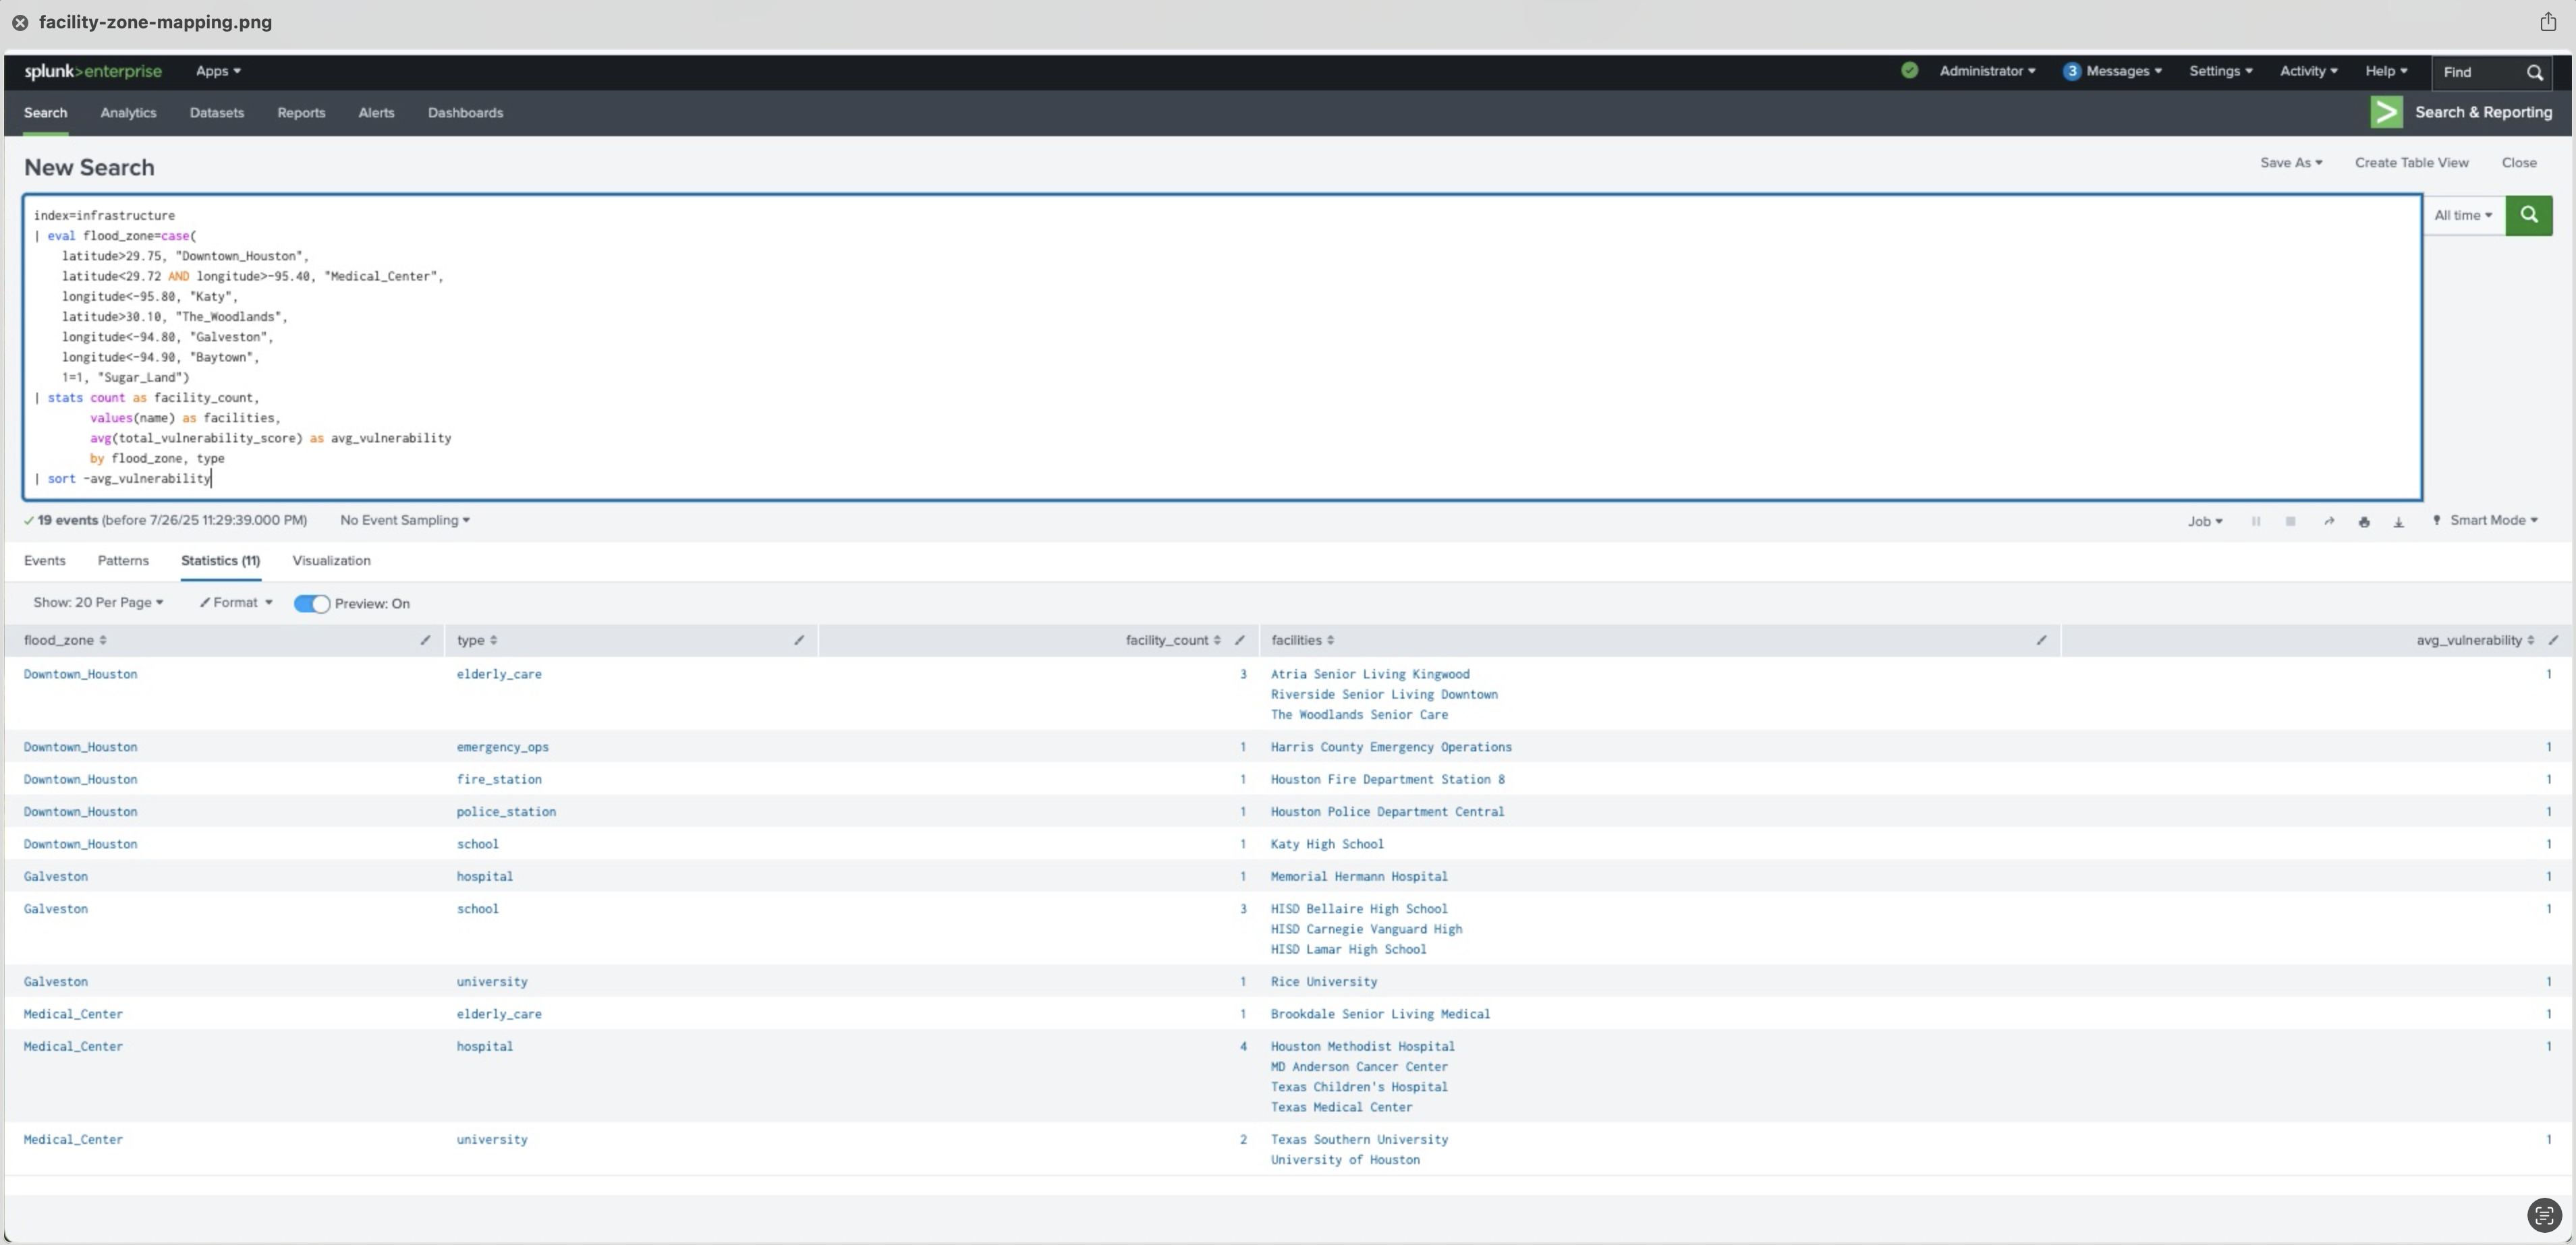 facility-zone-mapping.png
splunk>enterprise Apps Administrator 3 Messages Settings Activity Help Find
Search Analytics Datasets Reports Alerts Dashboards Search & Reporting
New Search Save As Create Table View Close
index=infrastructure All time
| eval flood_zone=case(
latitude>29.75, "Downtown_Houston",
latitude<29.72 AND longitude>-95.40, "Medical_Center",
longitude<-95.80, "Katy",
latitude>30.10, "The_Woodlands",
longitude<-94.80, "Galveston",
longitude<-94.90, "Baytown",
1=1, "Sugar_Land")
| stats count as facility_count,
values(name) as facilities,
avg(total_vulnerability_score) as avg_vulnerability
by flood_zone, type
| sort -avg_vulnerability
19 events (before 7/26/25 11:29:39.000 PM) No Event Sampling Job Smart Mode
Events Patterns Statistics (11) Visualization
Show: 20 Per Page Format Preview: On
flood_zone type facility_count facilities avg_vulnerability
Downtown_Houston elderly_care 3 Atria Senior Living Kingwood 1
Riverside Senior Living Downtown
The Woodlands Senior Care
Downtown_Houston emergency_ops 1 Harris County Emergency Operations 1
Downtown_Houston fire_station 1 Houston Fire Department Station 8 1
Downtown_Houston police_station 1 Houston Police Department Central 1
Downtown_Houston school 1 Katy High School 1
Galveston hospital 1 Memorial Hermann Hospital 1
Galveston school 3 HISD Bellaire High School 1
HISD Carnegie Vanguard High
HISD Lamar High School
Galveston university 1 Rice University 1
Medical_Center elderly_care 1 Brookdale Senior Living Medical 1
Medical_Center hospital 4 Houston Methodist Hospital 1
MD Anderson Cancer Center
Texas Children's Hospital
Texas Medical Center
Medical_Center university 2 Texas Southern University 1
University of Houston